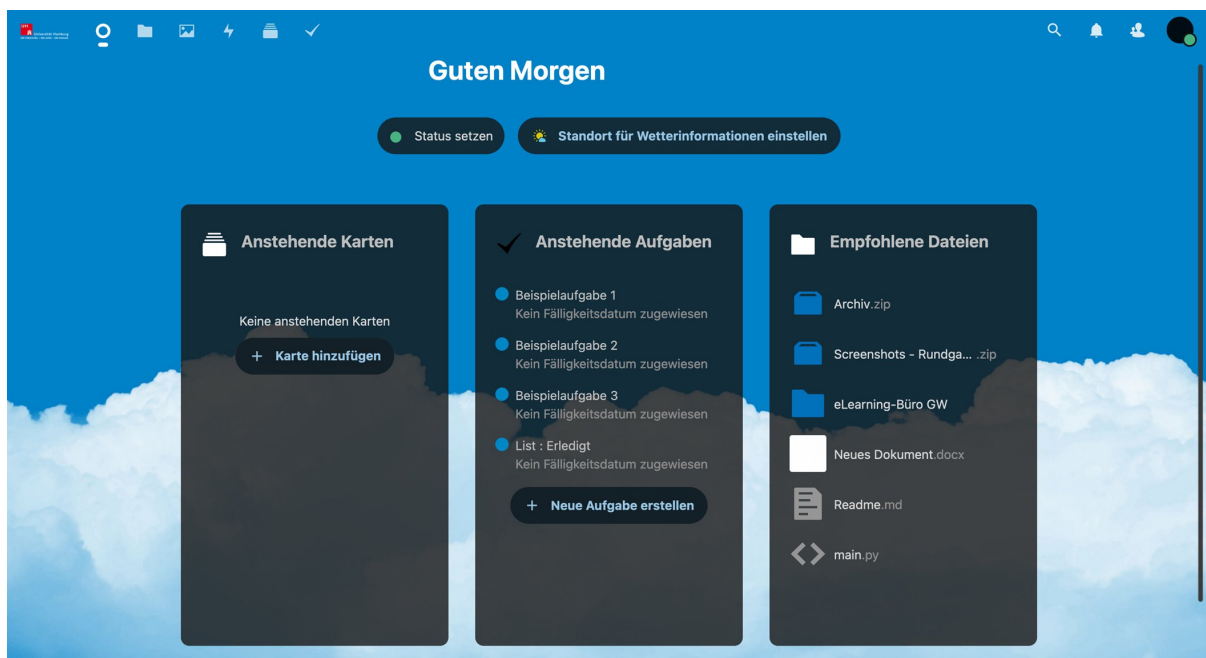 Universität Hamburg
Guten Morgen
Status setzen
Standort für Wetterinformationen einstellen
Anstehende Karten
Keine anstehenden Karten
+ Karte hinzufügen
Anstehende Aufgaben
Beispielaufgabe 1
Kein Fälligkeitsdatum zugewiesen
Beispielaufgabe 2
Kein Fälligkeitsdatum zugewiesen
Beispielaufgabe 3
Kein Fälligkeitsdatum zugewiesen
List : Erledigt
Kein Fälligkeitsdatum zugewiesen
+ Neue Aufgabe erstellen
Empfohlene Dateien
Archiv.zip
Screenshots - Rundga... .zip
eLearning-Büro GW
Neues Dokument.docx
Readme.md
main.py